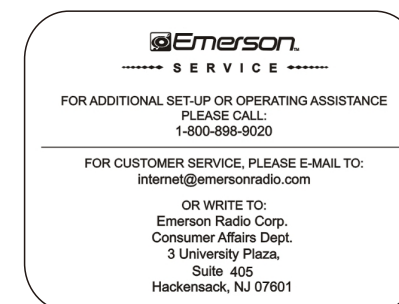 Emerson™
SERVICE
FOR ADDITIONAL SET-UP OR OPERATING ASSISTANCE
PLEASE CALL:
1-800-898-9020
FOR CUSTOMER SERVICE, PLEASE E-MAIL TO:
internet@emersonradio.com
OR WRITE TO:
Emerson Radio Corp.
Consumer Affairs Dept.
3 University Plaza,
Suite 405
Hackensack, NJ 07601